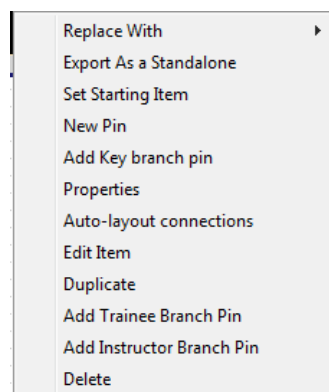 Replace With
Export As a Standalone
Set Starting Item
New Pin
Add Key branch pin
Properties
Auto-layout connections
Edit Item
Duplicate
Add Trainee Branch Pin
Add Instructor Branch Pin
Delete